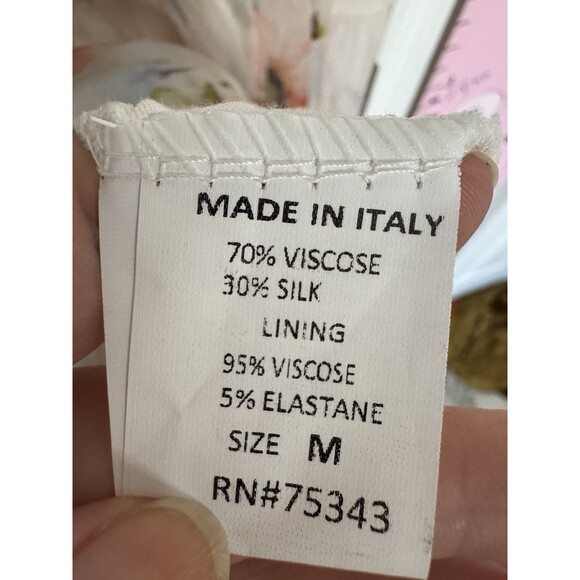 MADE IN ITALY
70% VISCOSE
30% SILK
LINING
95% VISCOSE
5% ELASTANE
SIZE M
RN#75343